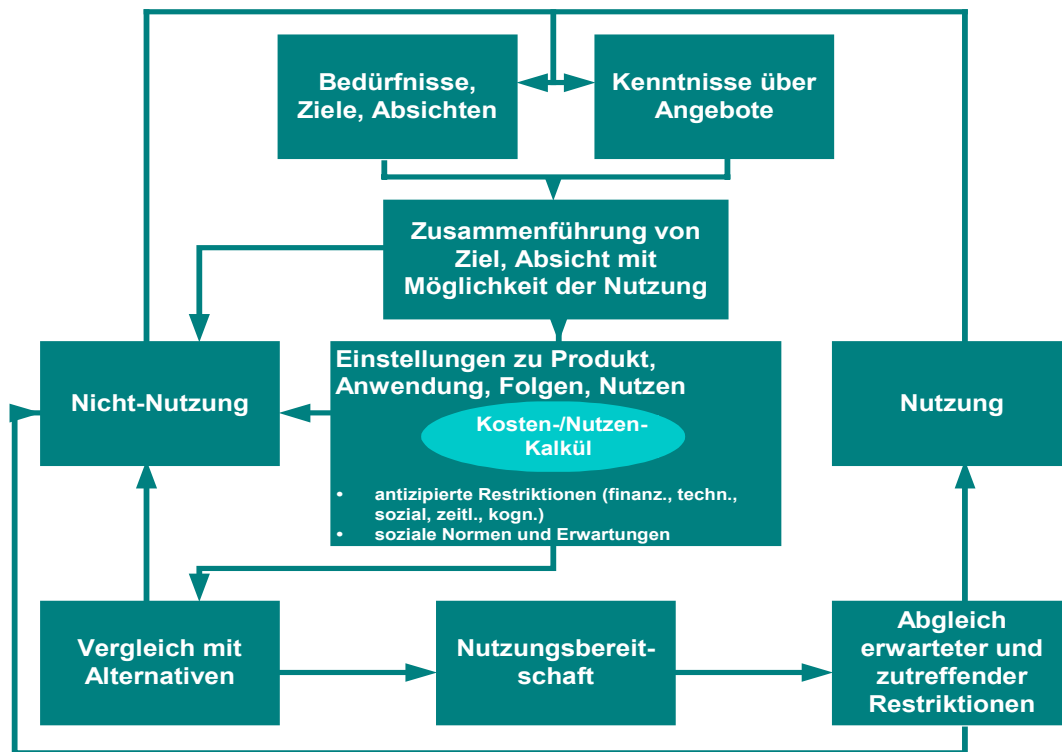 Bedürfnisse,
Ziele, Absichten
Kenntnisse über
Angebote
Zusammenführung von
Ziel, Absicht mit
Möglichkeit der Nutzung
Nicht-Nutzung
Einstellungen zu Produkt,
Anwendung, Folgen, Nutzen
Kosten-/Nutzen-
Kalkül
• antizipierte Restriktionen (finanz., techn.,
sozial, zeitl., kogn.)
• soziale Normen und Erwartungen
Nutzung
Vergleich mit
Alternativen
Nutzungsbereit-
schaft
Abgleich
erwarteter und
zutreffender
Restriktionen